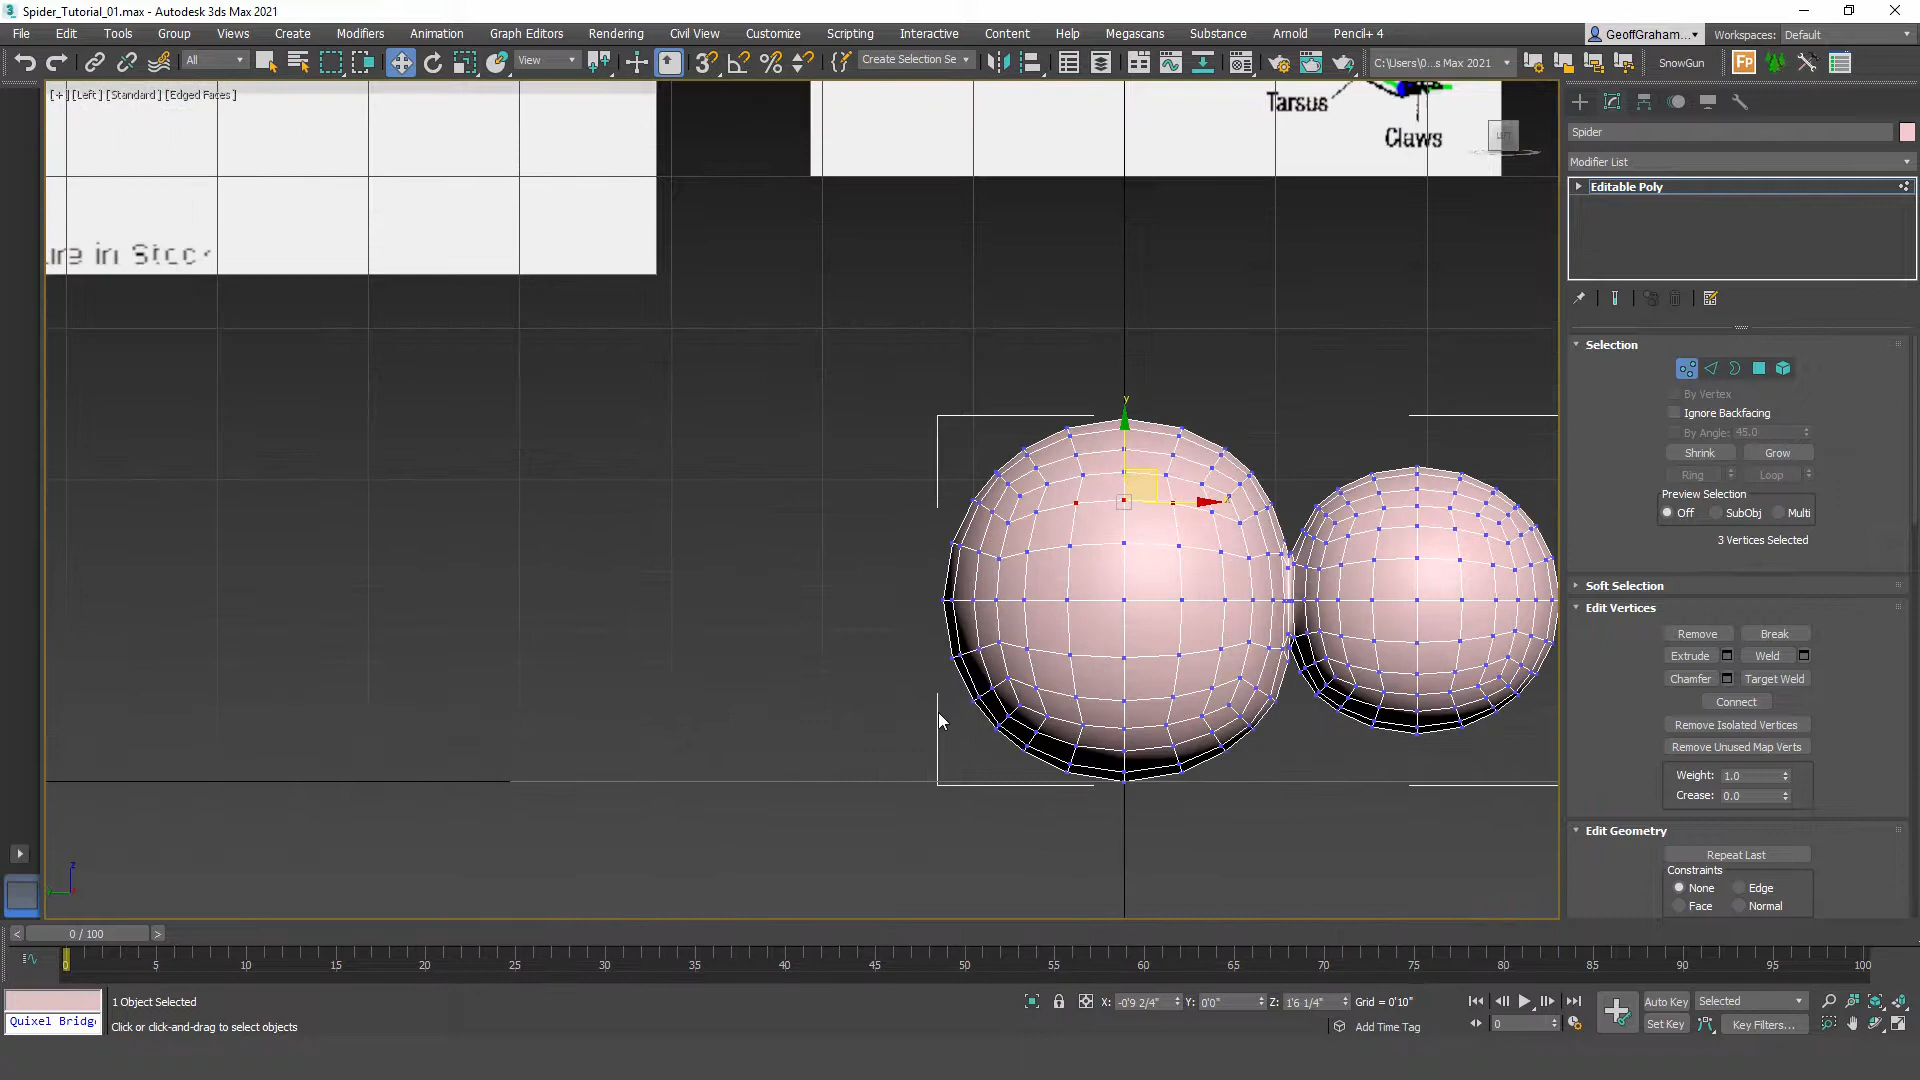 Spider_Tutorial_01.max - Autodesk 3ds Max 2021
File Edit Tools Group Views Create Modifiers Animation Graph Editors Rendering Civil View Customize Scripting Interactive Content Help Megascans Substance Arnold Pencil+ 4
GeoffGraham... Workspaces: Default
All View Create Selection Se C:\Users\0...s Max 2021 SnowGun
[+] [Left] [Standard] [Edged Faces]
Tarsus
Claws
LEFT
ure in Stoc
y
x
z
Spider
Modifier List
Editable Poly
Selection
By Vertex
Ignore Backfacing
By Angle: 45.0
Shrink Grow
Ring Loop
Preview Selection
Off SubObj Multi
3 Vertices Selected
Soft Selection
Edit Vertices
Remove Break
Extrude Weld
Chamfer Target Weld
Connect
Remove Isolated Vertices
Remove Unused Map Verts
Weight: 1.0
Crease: 0.0
Edit Geometry
Repeat Last
Constraints
None Edge
Face Normal
< 0 / 100 >
0 5 10 15 20 25 30 35 40 45 50 55 60 65 70 75 80 85 90 95 100
1 Object Selected
X: -0'9 2/4" Y: 0'0" Z: 1'6 1/4" Grid = 0'10"
Auto Key Selected
Quixel Bridg
Click or click-and-drag to select objects
Add Time Tag
0
Set Key Key Filters...